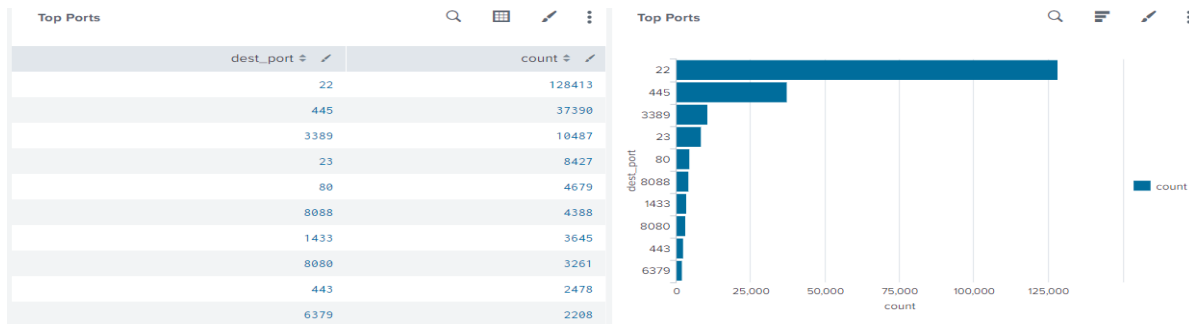 Top Ports
dest_port count
22 128413
445 37390
3389 10487
23 8427
80 4679
8088 4388
1433 3645
8080 3261
443 2478
6379 2208
Top Ports
dest_port
22
445
3389
23
80
8088
1433
8080
443
6379
0 25,000 50,000 75,000 100,000 125,000
count
count